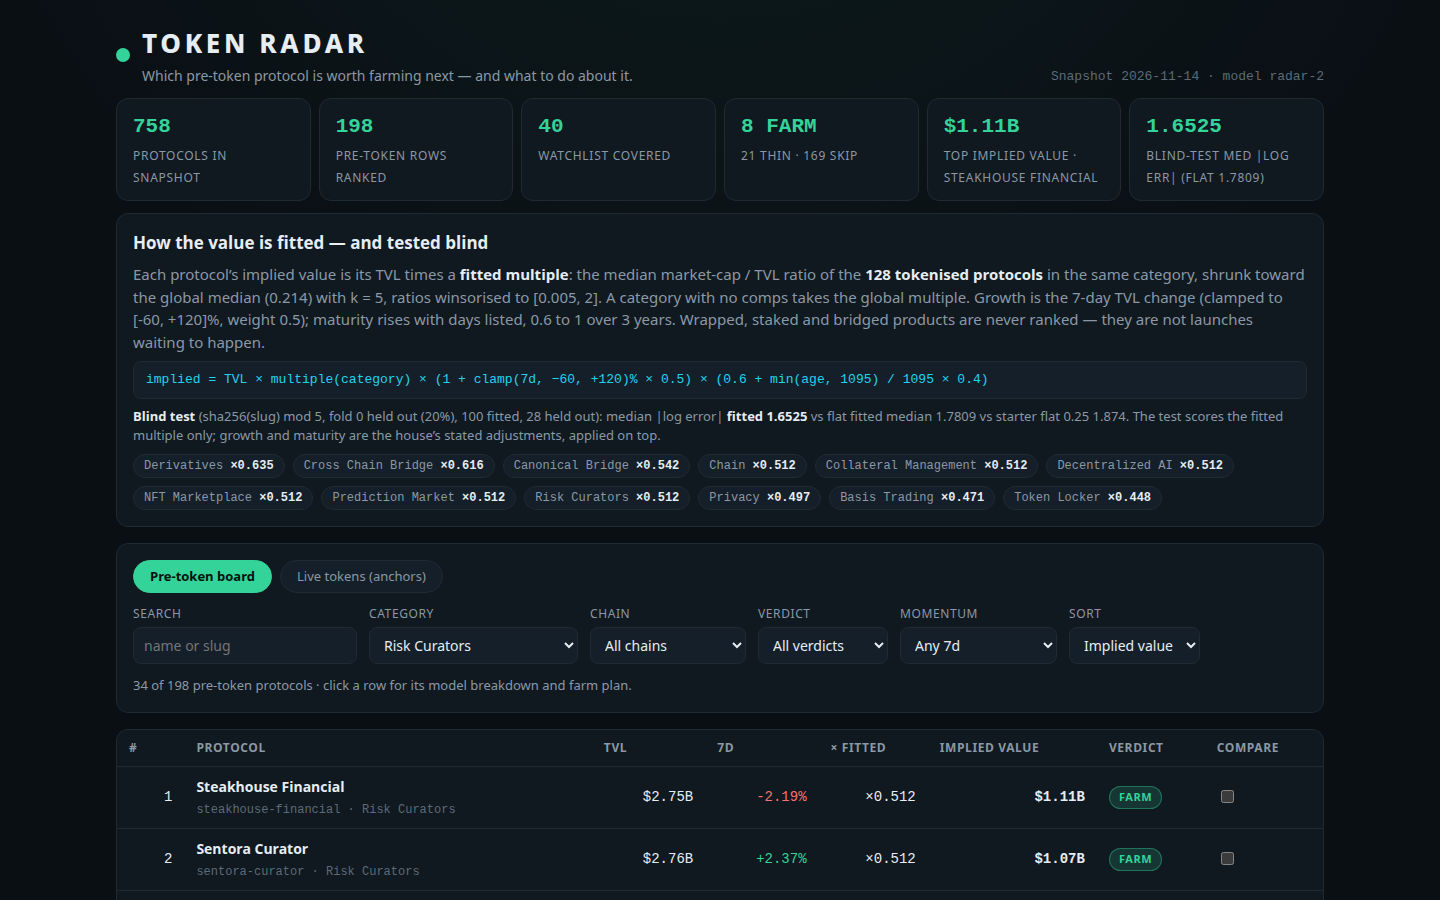 TOKEN RADAR
Which pre-token protocol is worth farming next — and what to do about it.
Snapshot 2026-11-14 · model radar-2
758
PROTOCOLS IN
SNAPSHOT
198
PRE-TOKEN ROWS
RANKED
40
WATCHLIST COVERED
8 FARM
21 THIN · 169 SKIP
$1.11B
TOP IMPLIED VALUE ·
STEAKHOUSE FINANCIAL
1.6525
BLIND-TEST MED |LOG
ERR| (FLAT 1.7809)
How the value is fitted — and tested blind
Each protocol's implied value is its TVL times a fitted multiple: the median market-cap / TVL ratio of the 128 tokenised protocols in the same category, shrunk toward
the global median (0.214) with k = 5, ratios winsorised to [0.005, 2]. A category with no comps takes the global multiple. Growth is the 7-day TVL change (clamped to
[-60, +120]%, weight 0.5); maturity rises with days listed, 0.6 to 1 over 3 years. Wrapped, staked and bridged products are never ranked — they are not launches
waiting to happen.
implied = TVL × multiple(category) × (1 + clamp(7d, −60, +120)% × 0.5) × (0.6 + min(age, 1095) / 1095 × 0.4)
Blind test (sha256(slug) mod 5, fold 0 held out (20%), 100 fitted, 28 held out): median |log error| fitted 1.6525 vs flat fitted median 1.7809 vs starter flat 0.25 1.874. The test scores the fitted
multiple only; growth and maturity are the house's stated adjustments, applied on top.
Derivatives ×0.635 Cross Chain Bridge ×0.616 Canonical Bridge ×0.542 Chain ×0.512 Collateral Management ×0.512 Decentralized AI ×0.512
NFT Marketplace ×0.512 Prediction Market ×0.512 Risk Curators ×0.512 Privacy ×0.497 Basis Trading ×0.471 Token Locker ×0.448
Pre-token board Live tokens (anchors)
SEARCH CATEGORY CHAIN VERDICT MOMENTUM SORT
name or slug Risk Curators All chains All verdicts Any 7d Implied value
34 of 198 pre-token protocols · click a row for its model breakdown and farm plan.
# PROTOCOL TVL 7D × FITTED IMPLIED VALUE VERDICT COMPARE
1 Steakhouse Financial $2.75B -2.19% ×0.512 $1.11B FARM
steakhouse-financial · Risk Curators
2 Sentora Curator $2.76B +2.37% ×0.512 $1.07B FARM
sentora-curator · Risk Curators